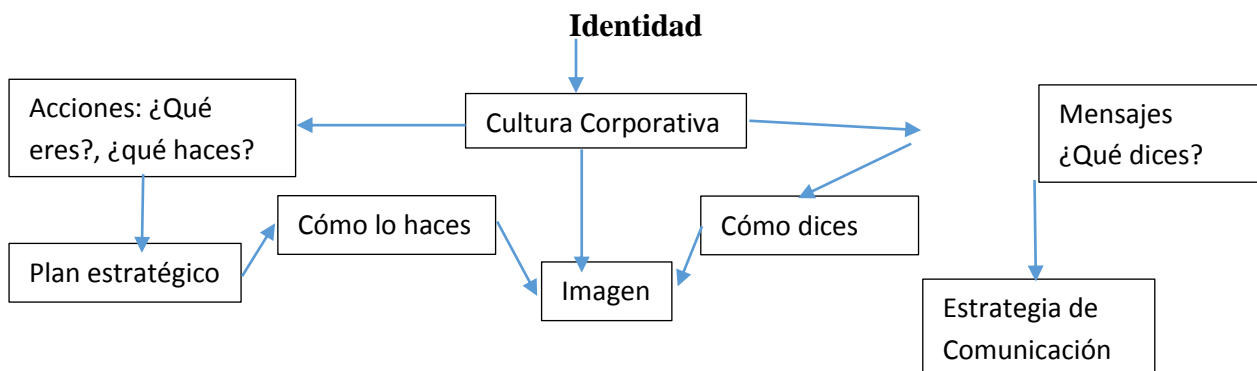 Identidad
Acciones: ¿Qué
eres?, ¿qué haces?
Cultura Corporativa
Mensajes
¿Qué dices?
Cómo lo haces
Cómo dices
Plan estratégico
Imagen
Estrategia de
Comunicación